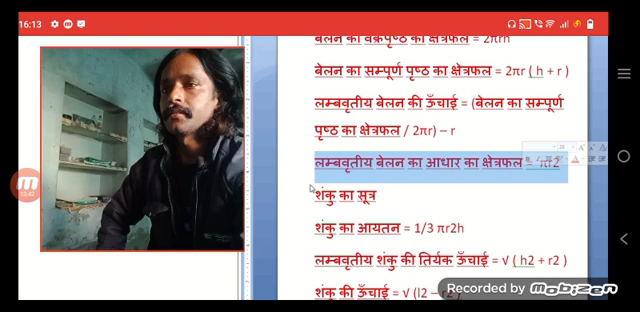 16:13
बेलन का वक्रपृष्ठ का क्षेत्रफल = 2πrh
बेलन का सम्पूर्ण पृष्ठ का क्षेत्रफल = 2πr ( h + r )
लम्बवृतीय बेलन की ऊँचाई = (बेलन का सम्पूर्ण
पृष्ठ का क्षेत्रफल / 2πr) – r
लम्बवृतीय बेलन का आधार का क्षेत्रफल = πr2
शंकु का सूत्र
शंकु का आयतन = 1/3 πr2h
लम्बवृतीय शंकु की तिर्यक ऊँचाई = √ ( h2 + r2 )
शंकु की ऊँचाई = √ (l2 – r2
03:42
Recorded by mobizen